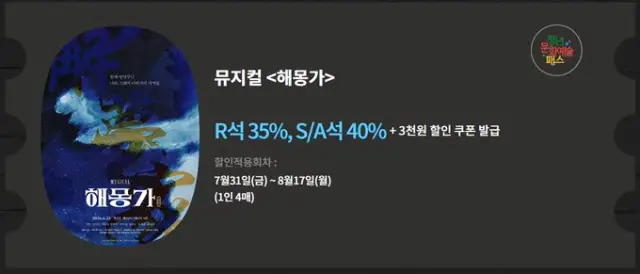 뮤지컬 <해몽가>
R석 35%, S/A석 40% + 3천원 할인 쿠폰 발급
할인적용회차 :
7월31일(금) ~ 8월17일(월)
(1인 4매)
청년
문화예술
패스
해몽가